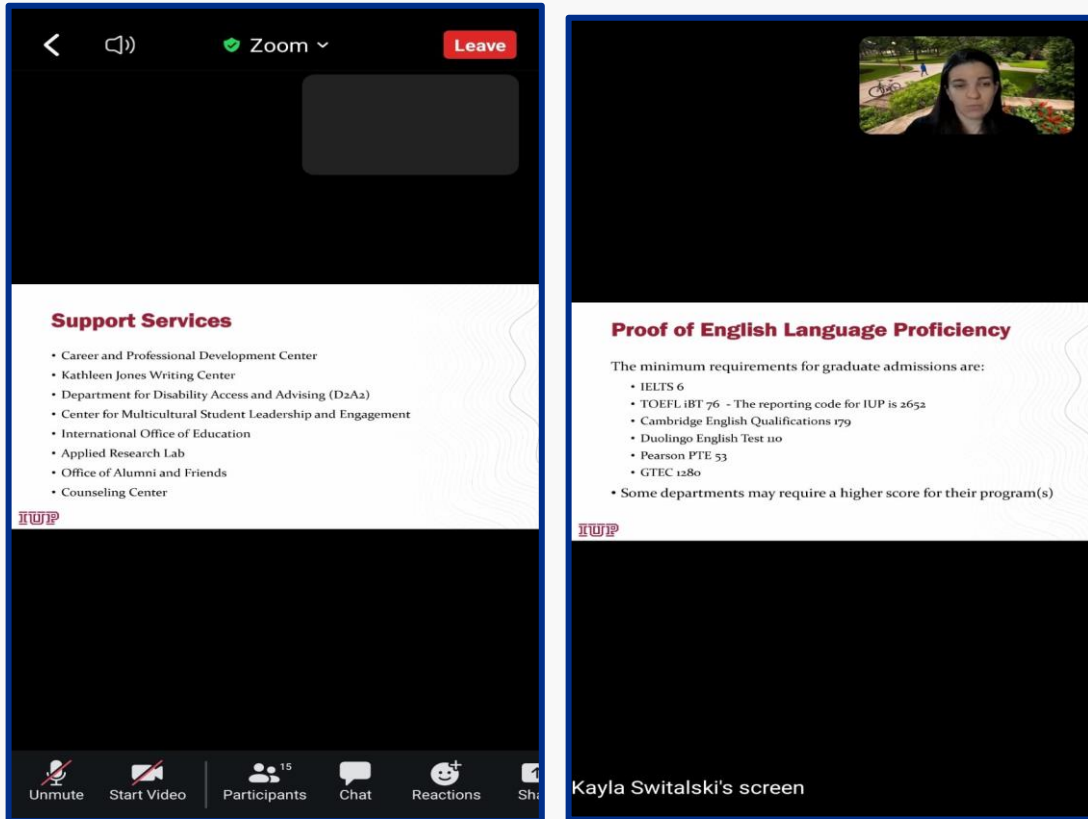 Zoom
Leave
Support Services
• Career and Professional Development Center
• Kathleen Jones Writing Center
• Department for Disability Access and Advising (D2A2)
• Center for Multicultural Student Leadership and Engagement
• International Office of Education
• Applied Research Lab
• Office of Alumni and Friends
• Counseling Center
IUP
15
Unmute
Start Video
Participants
Chat
Reactions
Sha
Proof of English Language Proficiency
The minimum requirements for graduate admissions are:
• IELTS 6
• TOEFL iBT 76 - The reporting code for IUP is 2652
• Cambridge English Qualifications 179
• Duolingo English Test 110
• Pearson PTE 53
• GTEC 1280
• Some departments may require a higher score for their program(s)
IUP
Kayla Switalski's screen